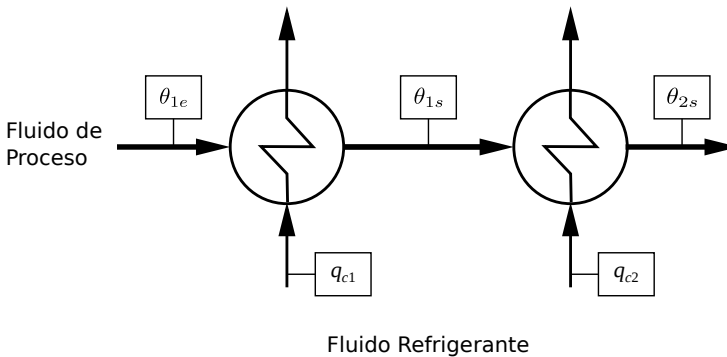 θ1e
θ1s
θ2s
Fluido de
Proceso
qc1
qc2
Fluido Refrigerante